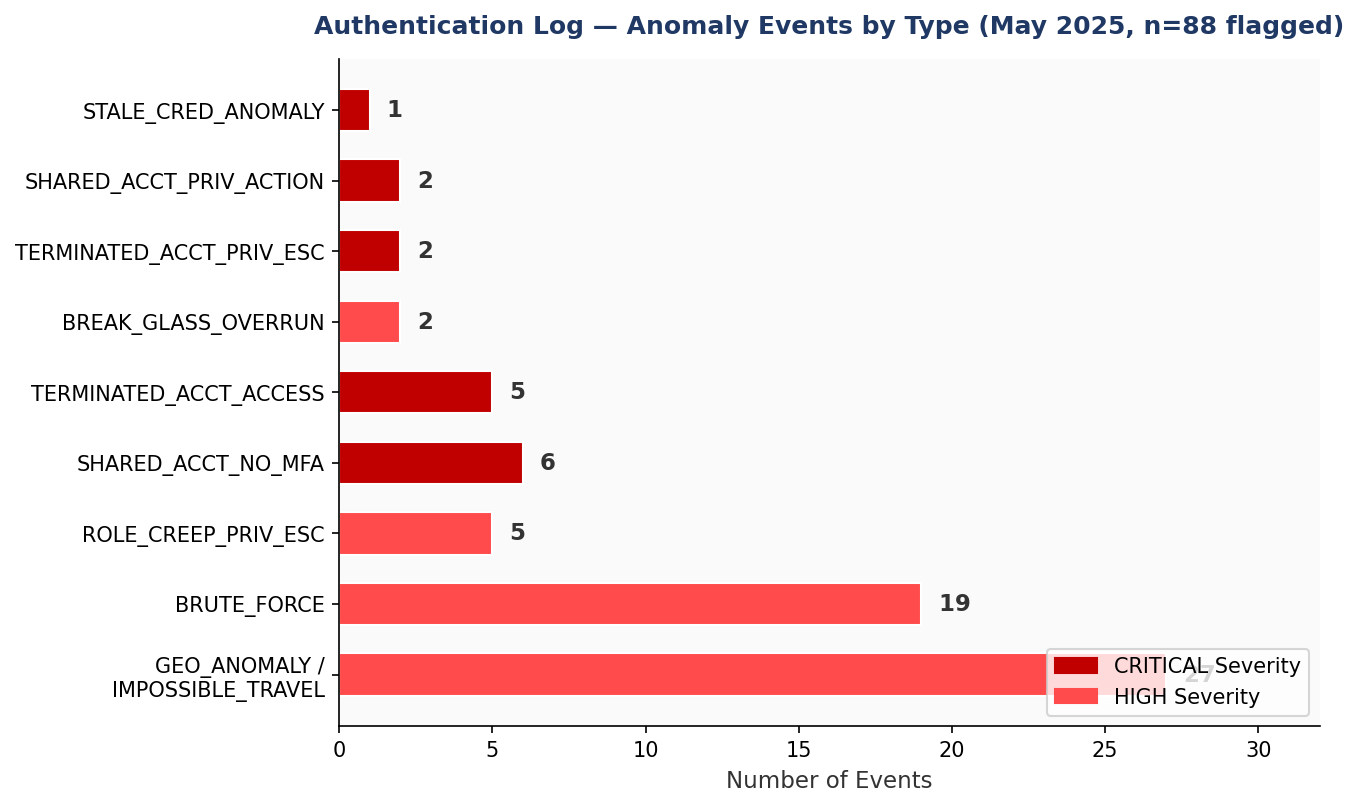 Authentication Log — Anomaly Events by Type (May 2025, n=88 flagged)
STALE_CRED_ANOMALY 1
SHARED_ACCT_PRIV_ACTION 2
TERMINATED_ACCT_PRIV_ESC 2
BREAK_GLASS_OVERRUN 2
TERMINATED_ACCT_ACCESS 5
SHARED_ACCT_NO_MFA 6
ROLE_CREEP_PRIV_ESC 5
BRUTE_FORCE 19
GEO_ANOMALY /
IMPOSSIBLE_TRAVEL 27
CRITICAL Severity
HIGH Severity
0 5 10 15 20 25 30
Number of Events